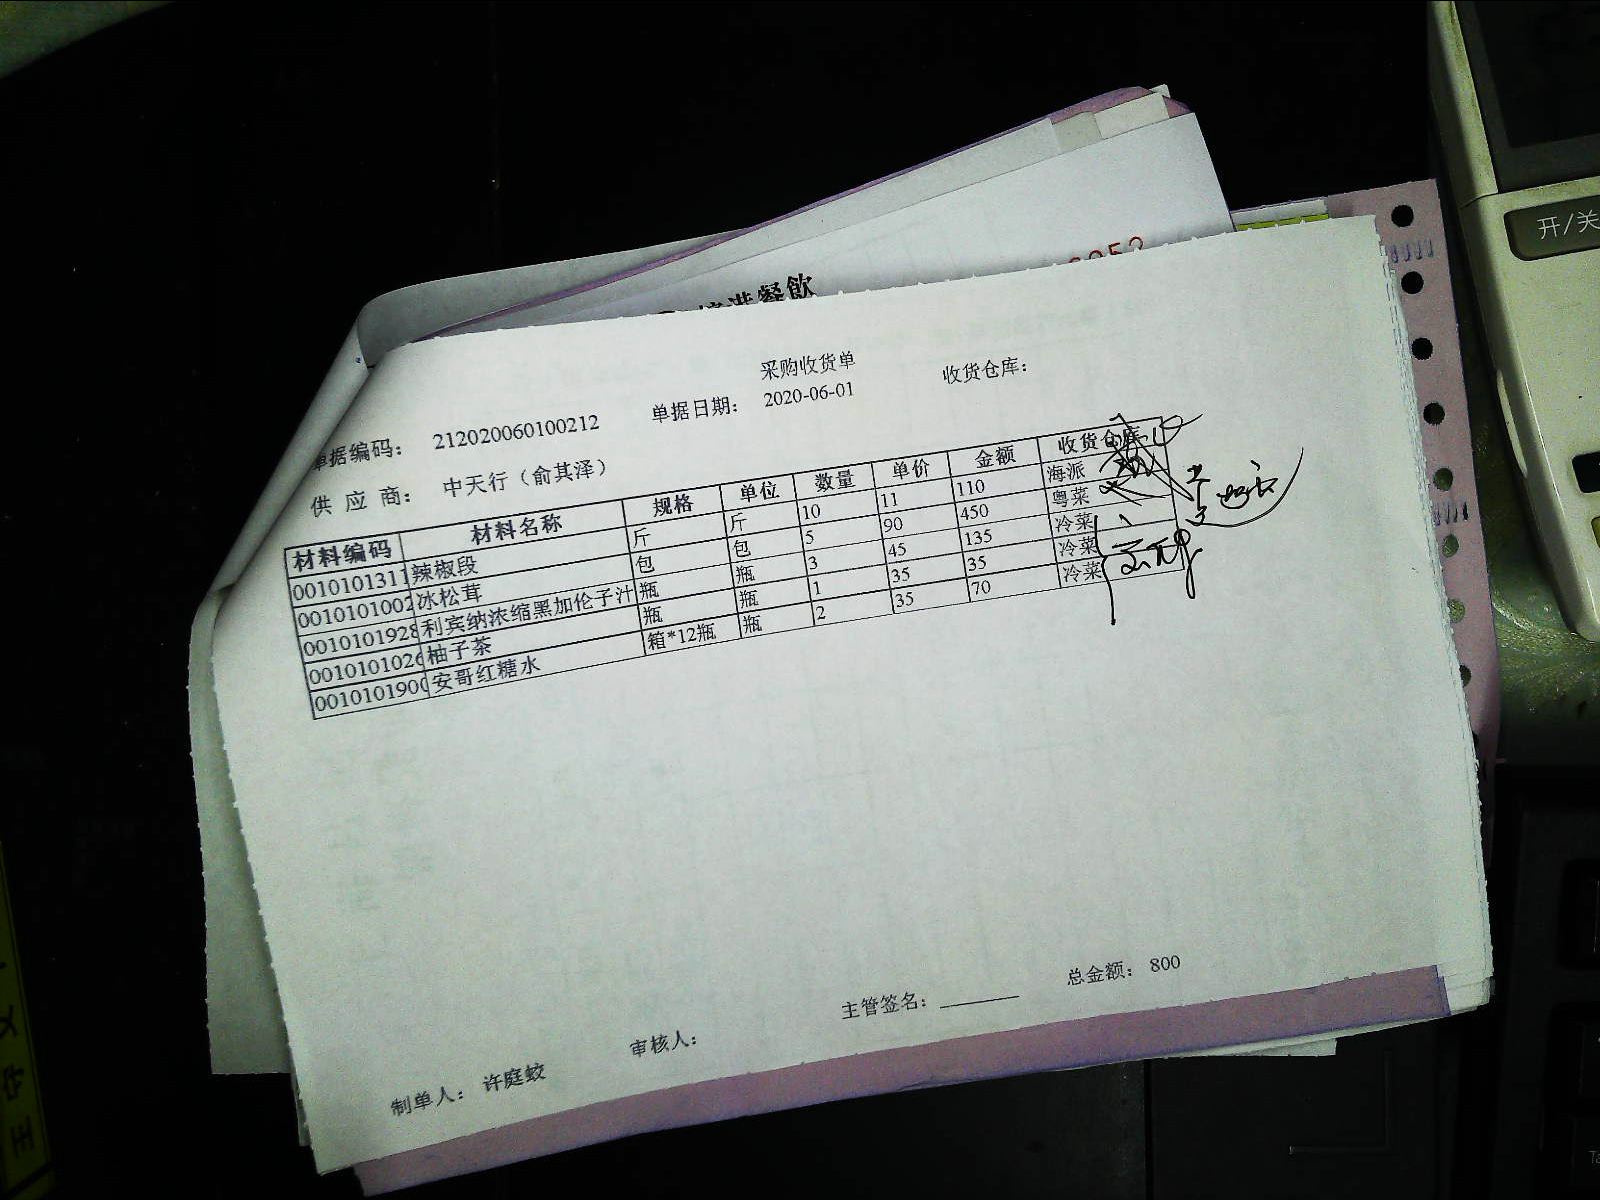 餐飲
采购收货单
单据编码： 212020060100212 单据日期： 2020-06-01 收货仓库：
供应商： 中天行（俞其泽）
材料编码 材料名称 规格 单位 数量 单价 金额 收货仓库
0010101311 辣椒段 斤 斤 10 11 110 海派
001010100 冰松茸 包 包 5 90 450 粤菜
001010192 利宾纳浓缩黑加伦子汁 瓶 瓶 3 45 135 冷菜
001010102 柚子茶 瓶 瓶 1 35 35 冷菜
001010190 安哥红糖水 箱*12瓶 瓶 2 35 70 冷菜
总金额： 800
主管签名：
审核人：
制单人： 许庭蛟
开/关